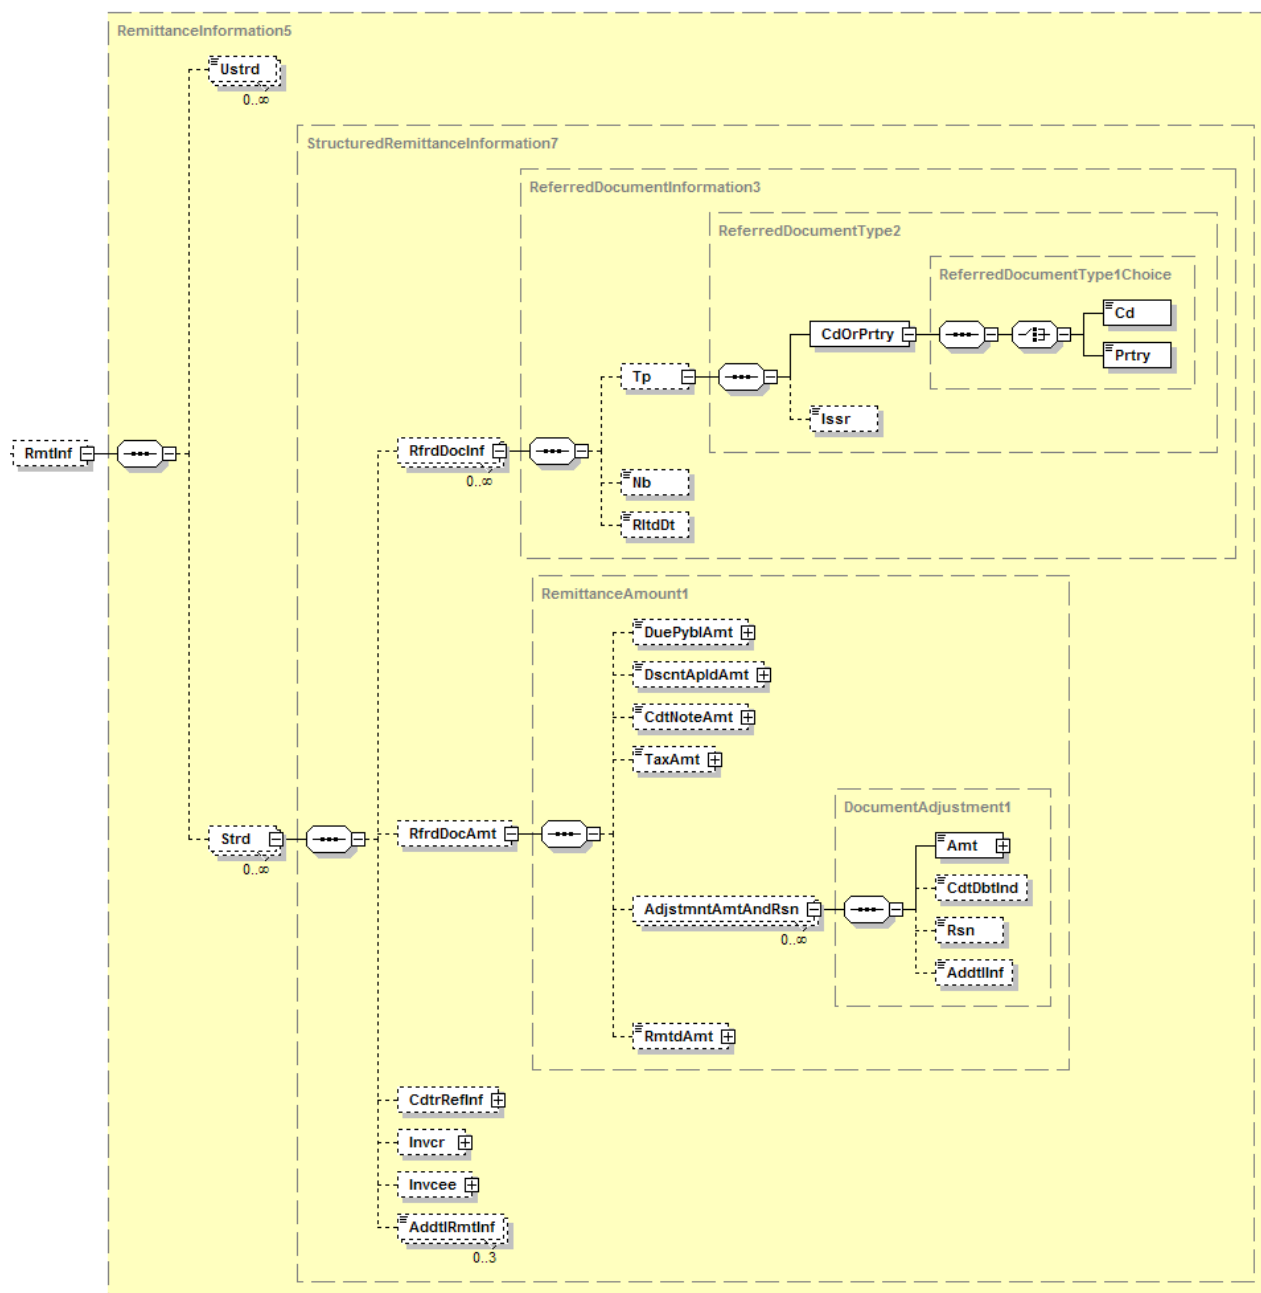 RemittanceInformation5
Ustrd
0..∞
StructuredRemittanceInformation7
ReferredDocumentInformation3
ReferredDocumentType2
ReferredDocumentType1Choice
Cd
CdOrPrtry
Prtry
Tp
Issr
RmtInf
RfrdDocInf
0..∞
Nb
RltdDt
RemittanceAmount1
DuePyblAmt
DscntApldAmt
CdtNoteAmt
TaxAmt
DocumentAdjustment1
Strd
0..∞
RfrdDocAmt
Amt
CdtDbtInd
AdjstmntAmtAndRsn
0..∞
Rsn
AddtlInf
RmtdAmt
CdtrRefInf
Invcr
Invcee
AddtlRmtInf
0..3